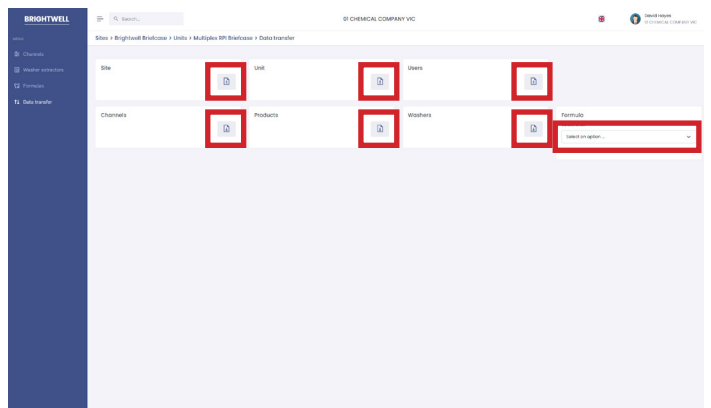 BRIGHTWELL
Search...
01 CHEMICAL COMPANY VIC
David Hayes
01 CHEMICAL COMPANY VIC
MENU
Sites > Brightwell Briefcase > Units > Multiplex RPI Briefcase > Data transfer
Channels
Washer extractors
Formulas
Data transfer
Site
Unit
Users
Channels
Products
Washers
Formula
Select an option ...